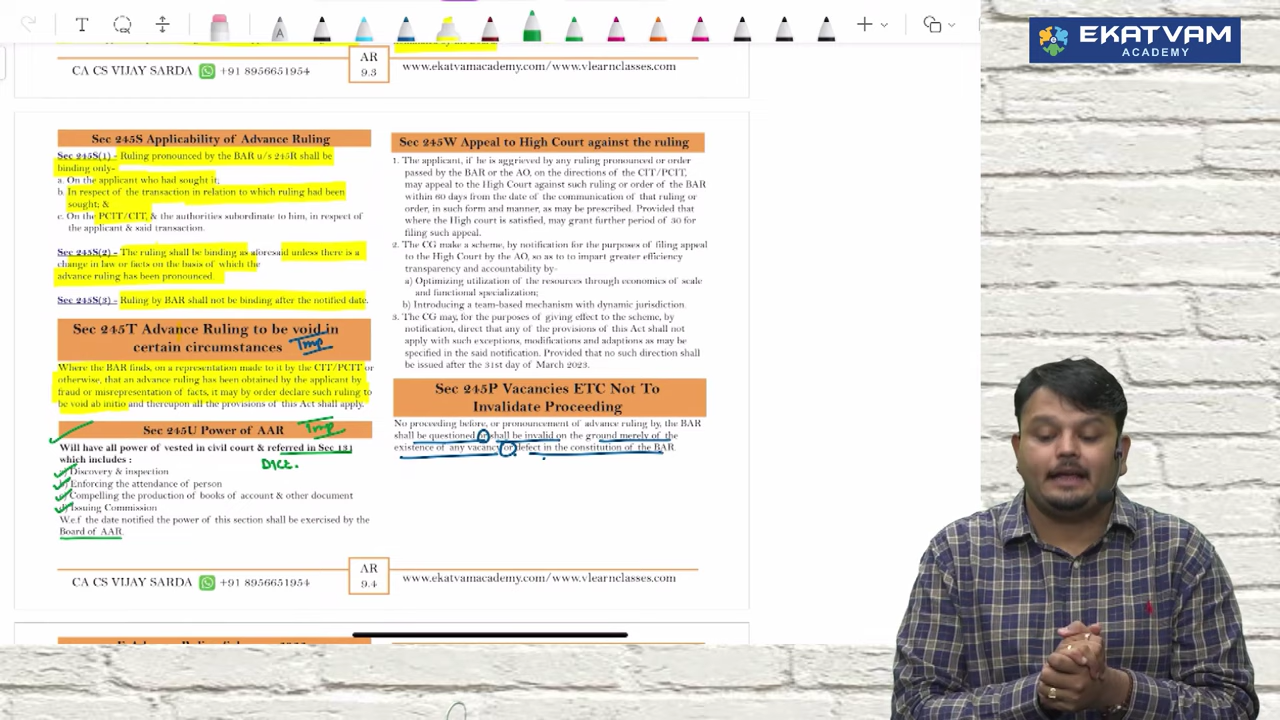 T
EKATVAM
ACADEMY
CA CS VIJAY SARDA +91 8956651954
AR
9.3
www.ekatvamacademy.com/www.vlearnclasses.com
Sec 245S Applicability of Advance Ruling
Sec 245S(1) - Ruling pronounced by the BAR u/s 245R shall be
binding only-
a. On the applicant who had sought it;
b. In respect of the transaction in relation to which ruling had been
sought; &
c. On the PCIT/CIT, & the authorities subordinate to him, in respect of
the applicant & said transaction.
Sec 245S(2) - The ruling shall be binding as aforesaid unless there is a
change in law or facts on the basis of which the
advance ruling has been pronounced.
Sec 245S(3) - Ruling by BAR shall not be binding after the notified date.
Sec 245T Advance Ruling to be void in
certain circumstances Tmp
Where the BAR finds, on a representation made to it by the CIT/PCIT or
otherwise, that an advance ruling has been obtained by the applicant by
fraud or misrepresentation of facts, it may by order declare such ruling to
be void ab initio and thereupon all the provisions of this Act shall apply.
Sec 245U Power of AAR Tmp
Will have all power of vested in civil court & referred in Sec 131
which includes :
DICE.
a) Discovery & inspection
Enforcing the attendance of person
Compelling the production of books of account & other document
Issuing Commission
W.e.f the date notified the power of this section shall be exercised by the
Board of AAR.
Sec 245W Appeal to High Court against the ruling
1. The applicant, if he is aggrieved by any ruling pronounced or order
passed by the BAR or the AO, on the directions of the CIT/PCIT,
may appeal to the High Court against such ruling or order of the BAR
within 60 days from the date of the communication of that ruling or
order, in such form and manner, as may be prescribed. Provided that
where the High court is satisfied, may grant further period of 30 for
filing such appeal.
2. The CG make a scheme, by notification for the purposes of filing appeal
to the High Court by the AO, so as to to impart greater efficiency
transparency and accountability by-
a) Optimizing utilization of the resources through economics of scale
and functional specialization;
b) Introducing a team-based mechanism with dynamic jurisdiction.
3. The CG may, for the purposes of giving effect to the scheme, by
notification, direct that any of the provisions of this Act shall not
apply with such exceptions, modifications and adaptions as may be
specified in the said notification. Provided that no such direction shall
be issued after the 31st day of March 2023.
Sec 245P Vacancies ETC Not To
Invalidate Proceeding
No proceeding before, or pronouncement of advance ruling by, the BAR
shall be questioned or shall be invalid on the ground merely of the
existence of any vacancy or defect in the constitution of the BAR.
CA CS VIJAY SARDA +91 8956651954
AR
9.4
www.ekatvamacademy.com/www.vlearnclasses.com